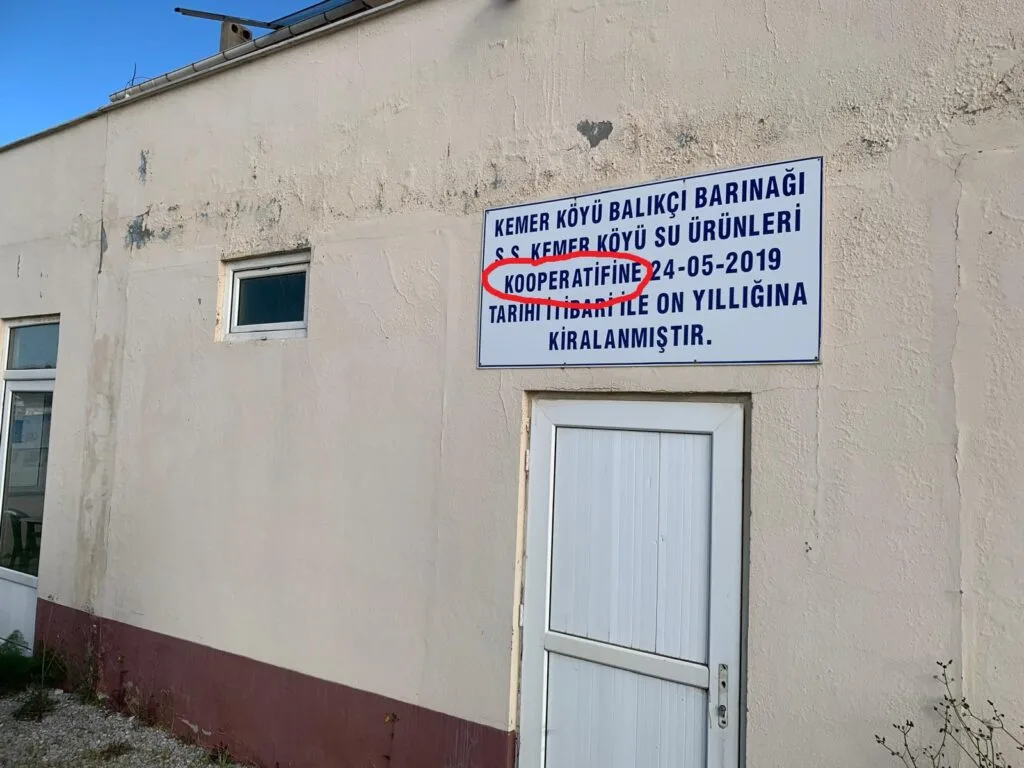 KEMER KÖYÜ BALIKÇI BARINAĞI
S.S. KEMER KÖYÜ SU ÜRÜNLERİ
KOOPERATİFİNE 24-05-2019
TARİHİ İTİBARİ İLE ON YILLIĞINA
KİRALANMIŞTIR.